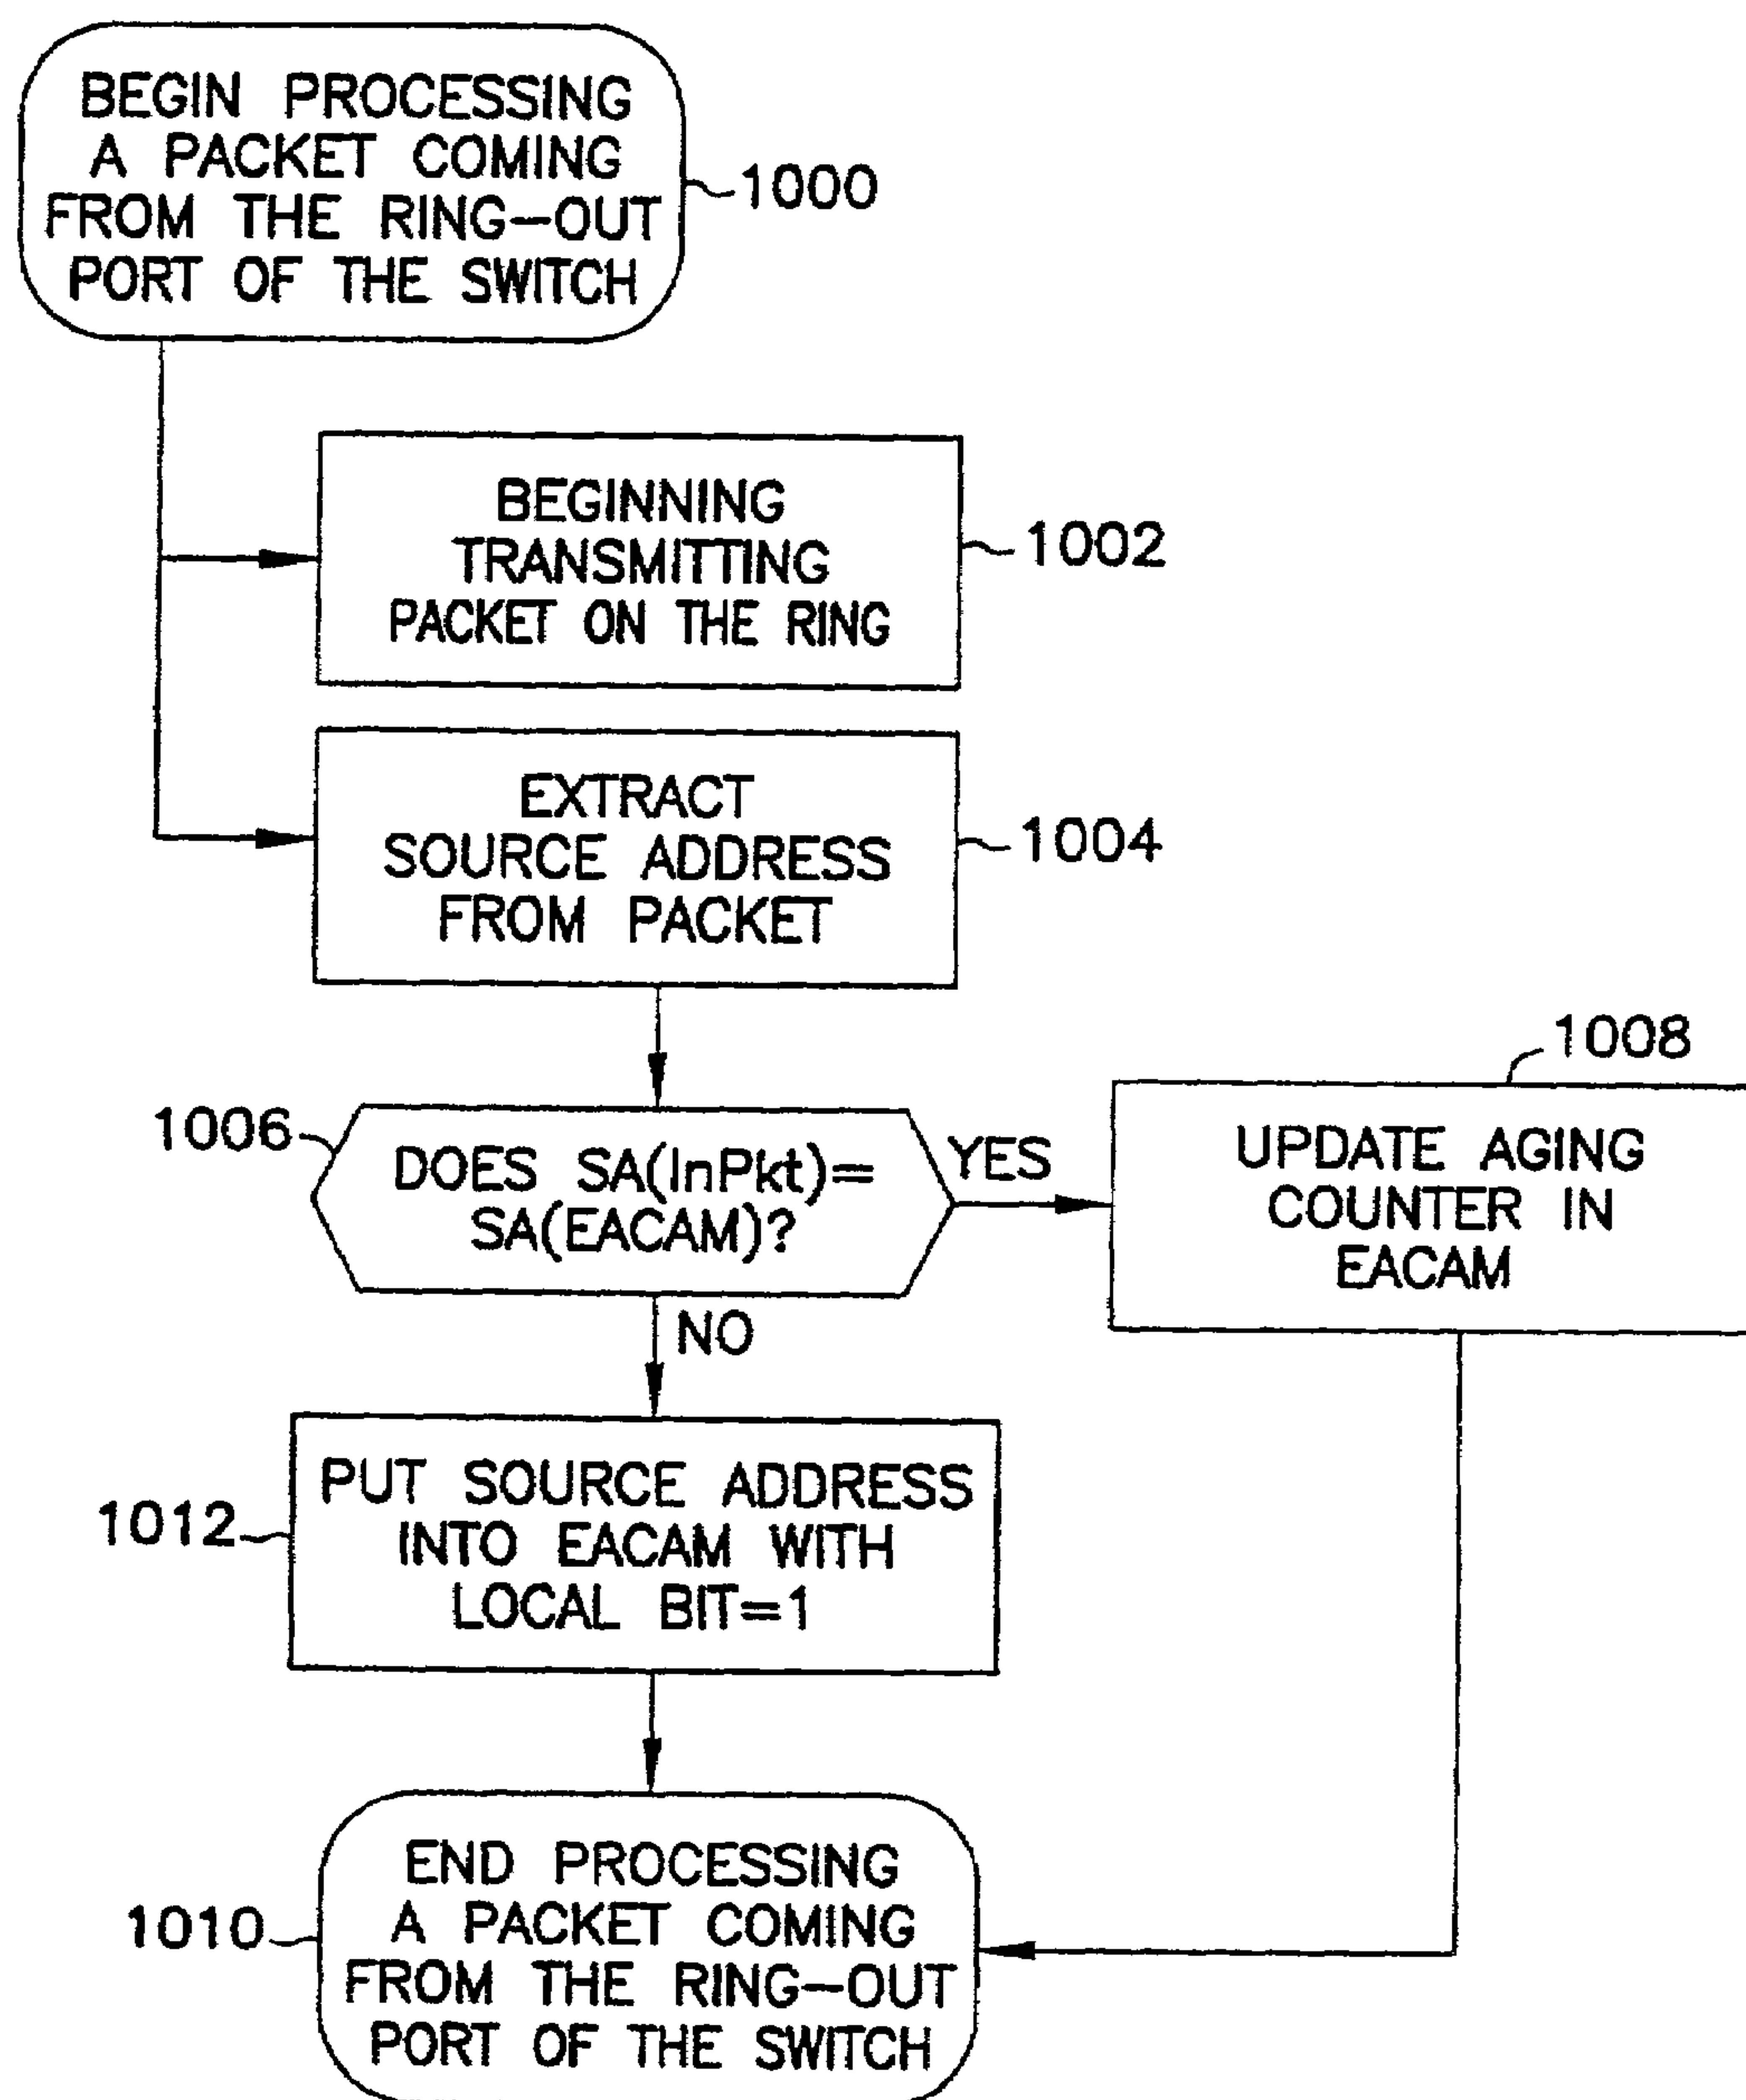 BEGIN PROCESSING
A PACKET COMING
FROM THE RING-OUT
PORT OF THE SWITCH
1000
BEGINNING
TRANSMITTING
PACKET ON THE RING
1002
EXTRACT
SOURCE ADDRESS
FROM PACKET
1004
1006
DOES SA(InPkt)=
SA(EACAM)?
YES
1008
UPDATE AGING
COUNTER IN
EACAM
NO
1012
PUT SOURCE ADDRESS
INTO EACAM WITH
LOCAL BIT=1
1010
END PROCESSING
A PACKET COMING
FROM THE RING-OUT
PORT OF THE SWITCH